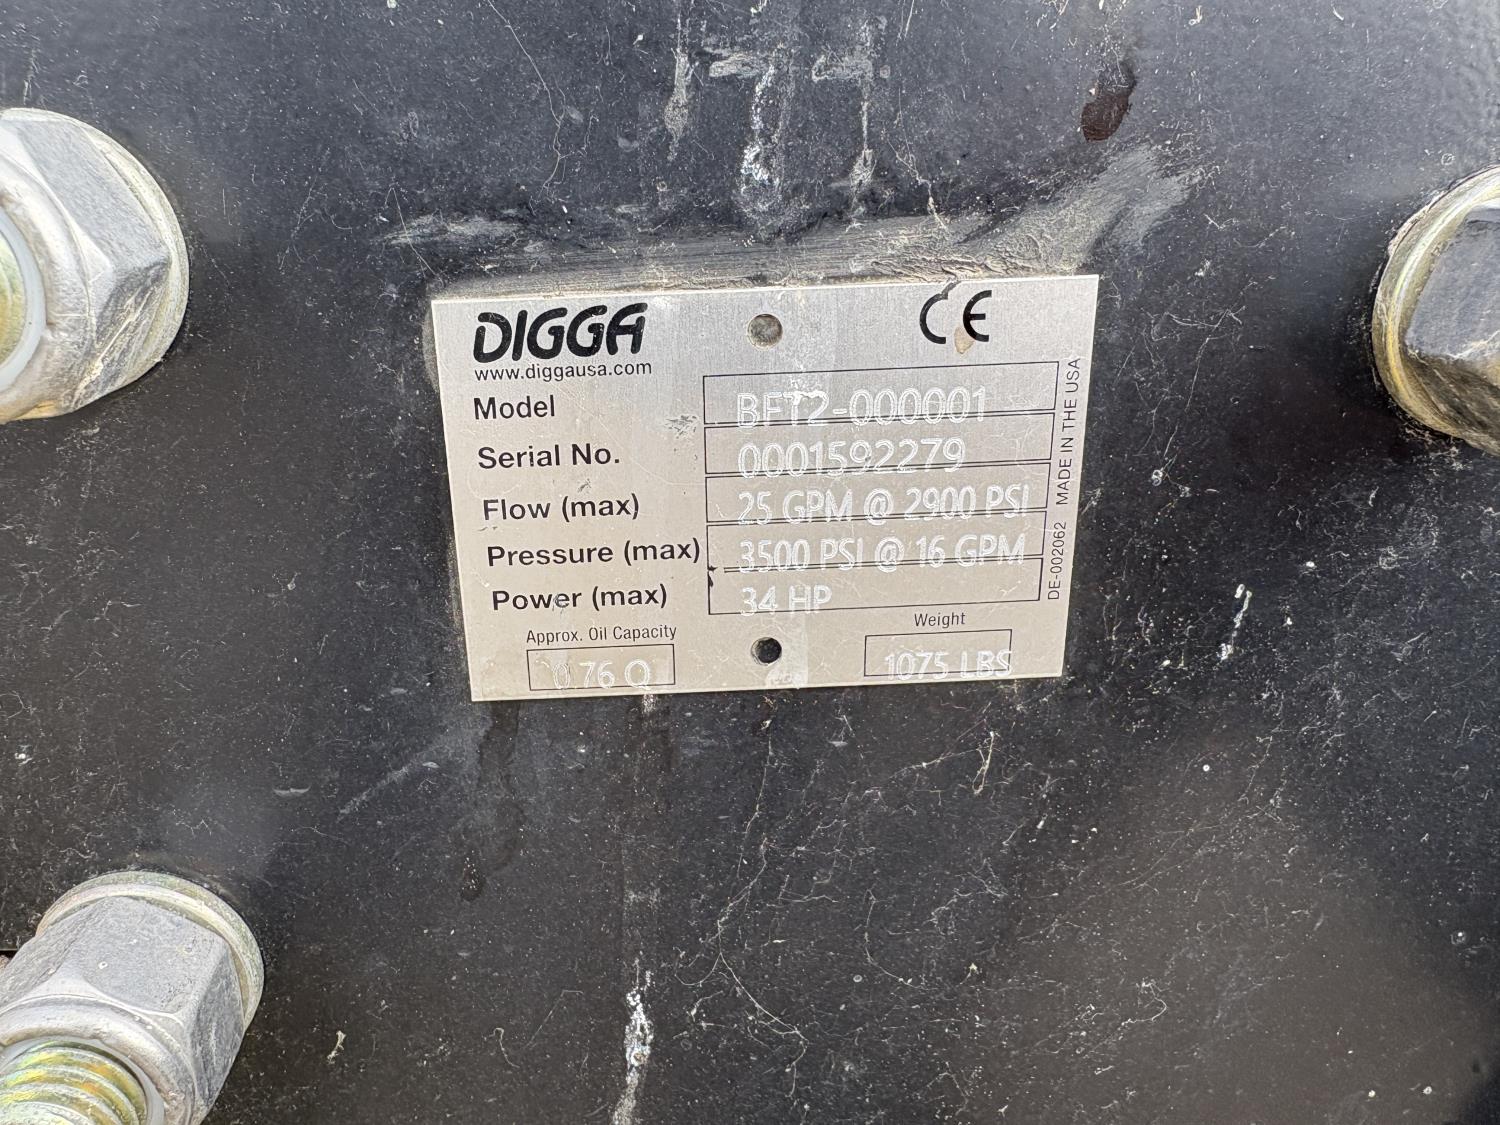 DIGGA CE
www.diggausa.com
Model BFT2-000001
Serial No. 0001592279
Flow (max) 25 GPM @ 2900 PSI
Pressure (max) 3500 PSI @ 16 GPM
Power (max) 34 HP
Approx. Oil Capacity Weight
0.76 Q 1075 LBS
DE-002062 MADE IN THE USA